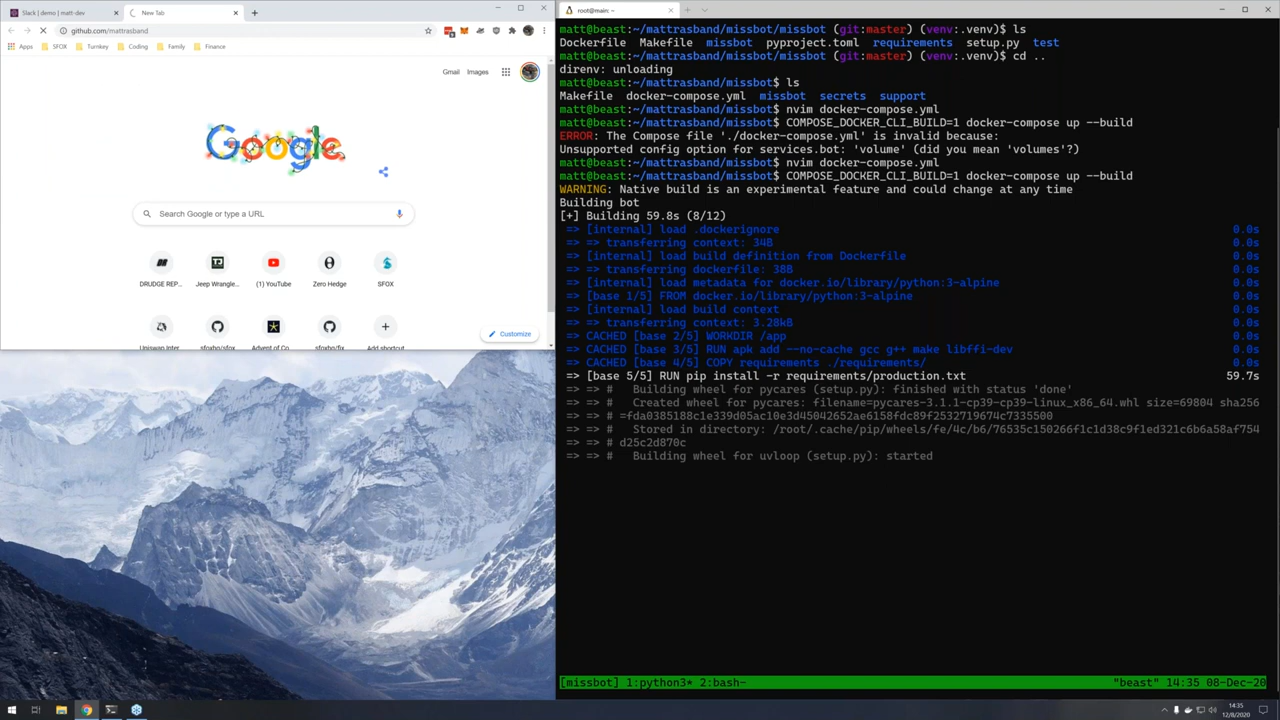 Slack | demo | matt-dev
New Tab
github.com/mattrasband
Apps
SFOX
Turnkey
Coding
Family
Finance
Gmail
Images
Google
Search Google or type a URL
DRUDGE REP...
Jeep Wrangle...
(1) YouTube
Zero Hedge
SFOX
Uniswap Inter
sfoxhq/sfox
Advent of Co
sfoxhq/fix
Add shortcut
Customize
root@main: ~
matt@beast:~/mattrasband/missbot/missbot (git:master) (venv:.venv)$ ls
Dockerfile Makefile missbot pyproject.toml requirements setup.py test
matt@beast:~/mattrasband/missbot/missbot (git:master) (venv:.venv)$ cd ..
direnv: unloading
matt@beast:~/mattrasband/missbot$ ls
Makefile docker-compose.yml missbot secrets support
matt@beast:~/mattrasband/missbot$ nvim docker-compose.yml
matt@beast:~/mattrasband/missbot$ COMPOSE_DOCKER_CLI_BUILD=1 docker-compose up --build
ERROR: The Compose file './docker-compose.yml' is invalid because:
Unsupported config option for services.bot: 'volume' (did you mean 'volumes'?)
matt@beast:~/mattrasband/missbot$ nvim docker-compose.yml
matt@beast:~/mattrasband/missbot$ COMPOSE_DOCKER_CLI_BUILD=1 docker-compose up --build
WARNING: Native build is an experimental feature and could change at any time
Building bot
[+] Building 59.8s (8/12)
=> [internal] load .dockerignore 0.0s
=> => transferring context: 34B 0.0s
=> [internal] load build definition from Dockerfile 0.0s
=> => transferring dockerfile: 38B 0.0s
=> [internal] load metadata for docker.io/library/python:3-alpine 0.0s
=> [base 1/5] FROM docker.io/library/python:3-alpine 0.0s
=> [internal] load build context 0.0s
=> => transferring context: 3.28kB 0.0s
=> CACHED [base 2/5] WORKDIR /app 0.0s
=> CACHED [base 3/5] RUN apk add --no-cache gcc g++ make libffi-dev 0.0s
=> CACHED [base 4/5] COPY requirements ./requirements/ 0.0s
=> [base 5/5] RUN pip install -r requirements/production.txt 59.7s
=> => # Building wheel for pycares (setup.py): finished with status 'done'
=> => # Created wheel for pycares: filename=pycares-3.1.1-cp39-cp39-linux_x86_64.whl size=69804 sha256
=> => # =fda0385188c1e339d05ac10e3d45042652ae6158fdc89f2532719674c7335500
=> => # Stored in directory: /root/.cache/pip/wheels/fe/4c/b6/76535c150266f1c1d38c9f1ed321c6b6a58af754
=> => # d25c2d870c
=> => # Building wheel for uvloop (setup.py): started
[missbot] 1:python3* 2:bash- "beast" 14:35 08-Dec-20
14:35
12/8/2020